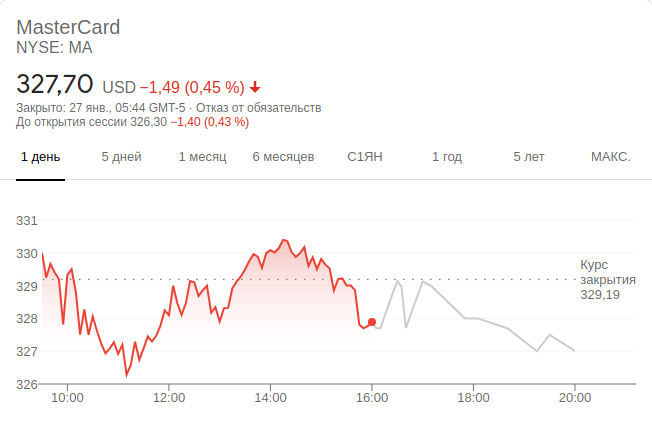 MasterCard
NYSE: MA
327,70 USD −1,49 (0,45 %)
Закрыто: 27 янв., 05:44 GMT-5 · Отказ от обязательств
До открытия сессии 326,30 −1,40 (0,43 %)
1 день 5 дней 1 месяц 6 месяцев С1ЯН 1 год 5 лет МАКС.
331
330
Курс
закрытия
329,19
329
328
327
326
10:00 12:00 14:00 16:00 18:00 20:00